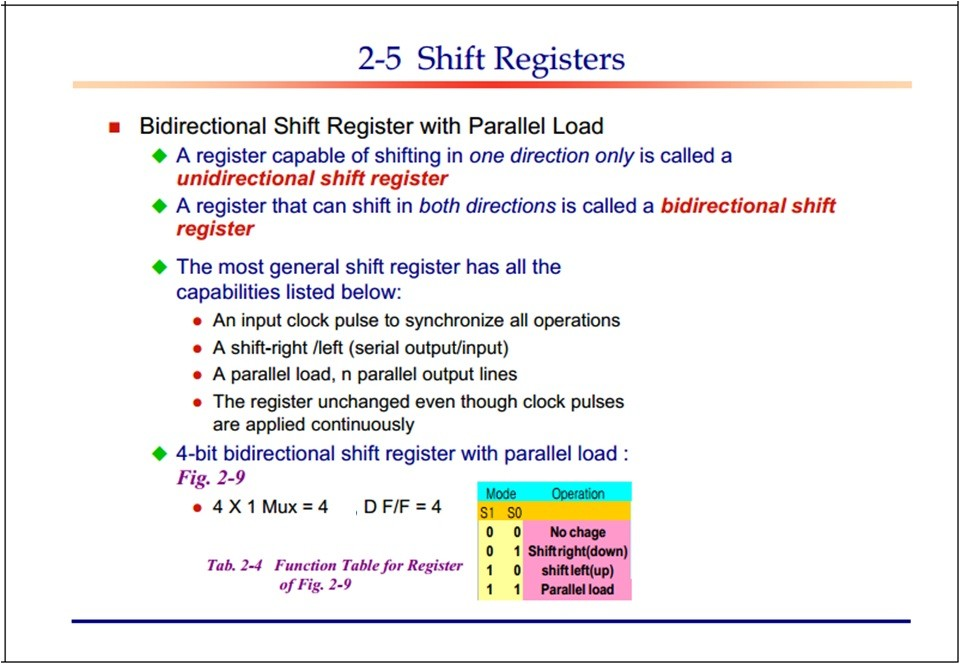 2-5 Shift Registers
Bidirectional Shift Register with Parallel Load
A register capable of shifting in one direction only is called a
unidirectional shift register
A register that can shift in both directions is called a bidirectional shift
register
The most general shift register has all the
capabilities listed below:
An input clock pulse to synchronize all operations
A shift-right /left (serial output/input)
A parallel load, n parallel output lines
The register unchanged even though clock pulses
are applied continuously
4-bit bidirectional shift register with parallel load :
Fig. 2-9
4 X 1 Mux = 4 , D F/F = 4
Tab. 2-4 Function Table for Register
of Fig. 2-9
Mode Operation
S1 S0
0 0 No chage
0 1 Shift right(down)
1 0 shift left(up)
1 1 Parallel load